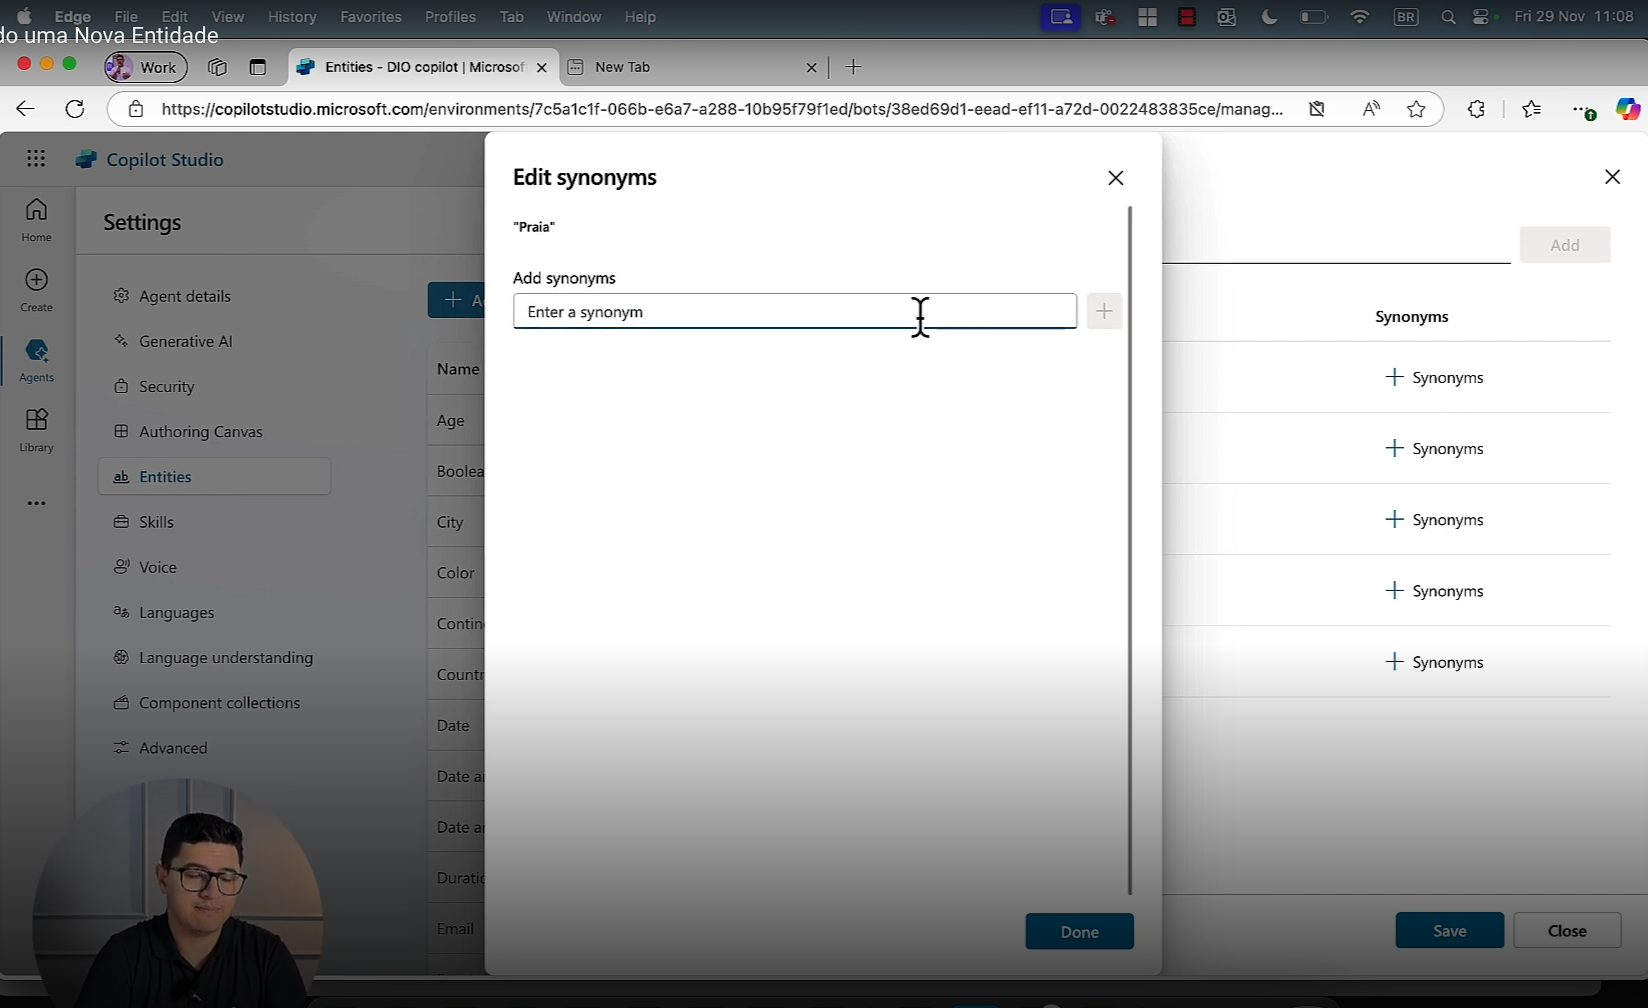 Edge File Edit View History Favorites Profiles Tab Window Help BR Fri 29 Nov 11:08
do uma Nova Entidade
Work Entities - DIO copilot | Microsof New Tab
https://copilotstudio.microsoft.com/environments/7c5a1c1f-066b-e6a7-a288-10b95f79f1ed/bots/38ed69d1-eead-ef11-a72d-0022483835ce/manag...
Copilot Studio
Home
Create
Agents
Library
Settings
Agent details
Generative AI
Security
Authoring Canvas
Entities
Skills
Voice
Languages
Language understanding
Component collections
Advanced
Name
Age
Boolea
City
Color
Contin
Countr
Date
Date a
Date a
Duratio
Email
Edit synonyms
"Praia"
Add synonyms
Enter a synonym
Done
Add
Synonyms
Synonyms
Synonyms
Synonyms
Synonyms
Synonyms
Save Close